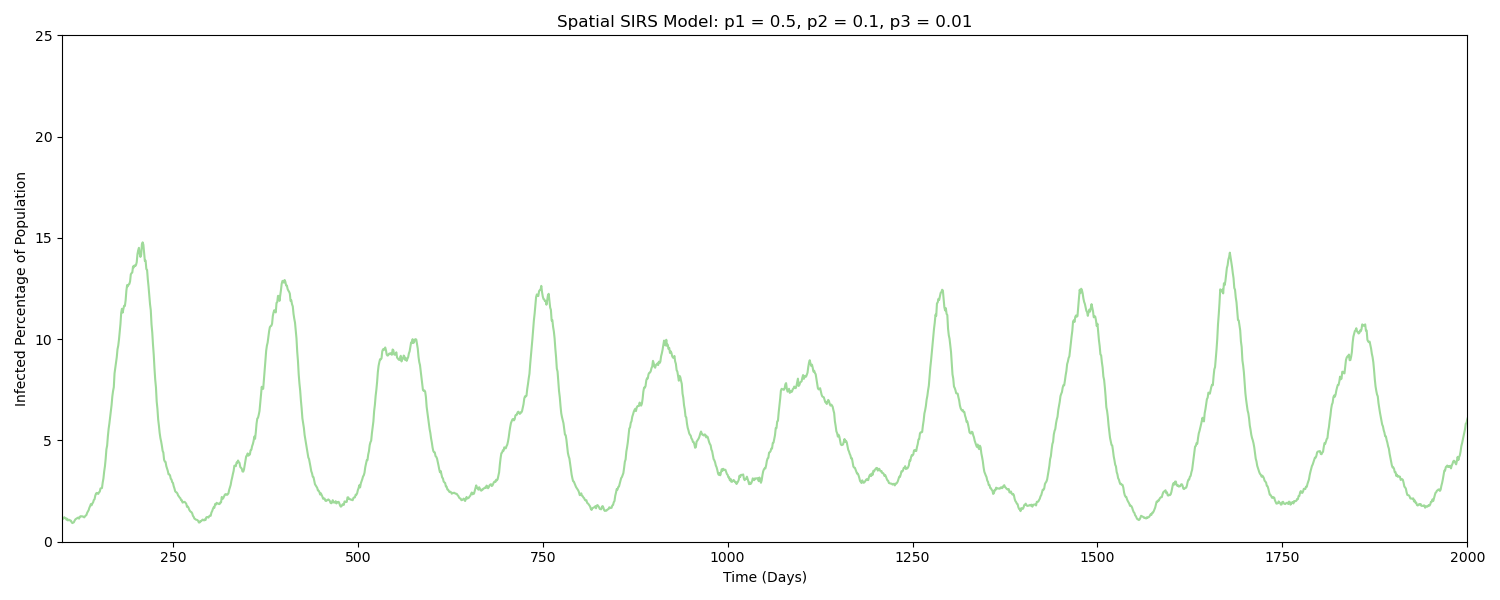 Spatial SIRS Model: p1 = 0.5, p2 = 0.1, p3 = 0.01
Infected Percentage of Population
25
20
15
10
5
0
250 500 750 1000 1250 1500 1750 2000
Time (Days)